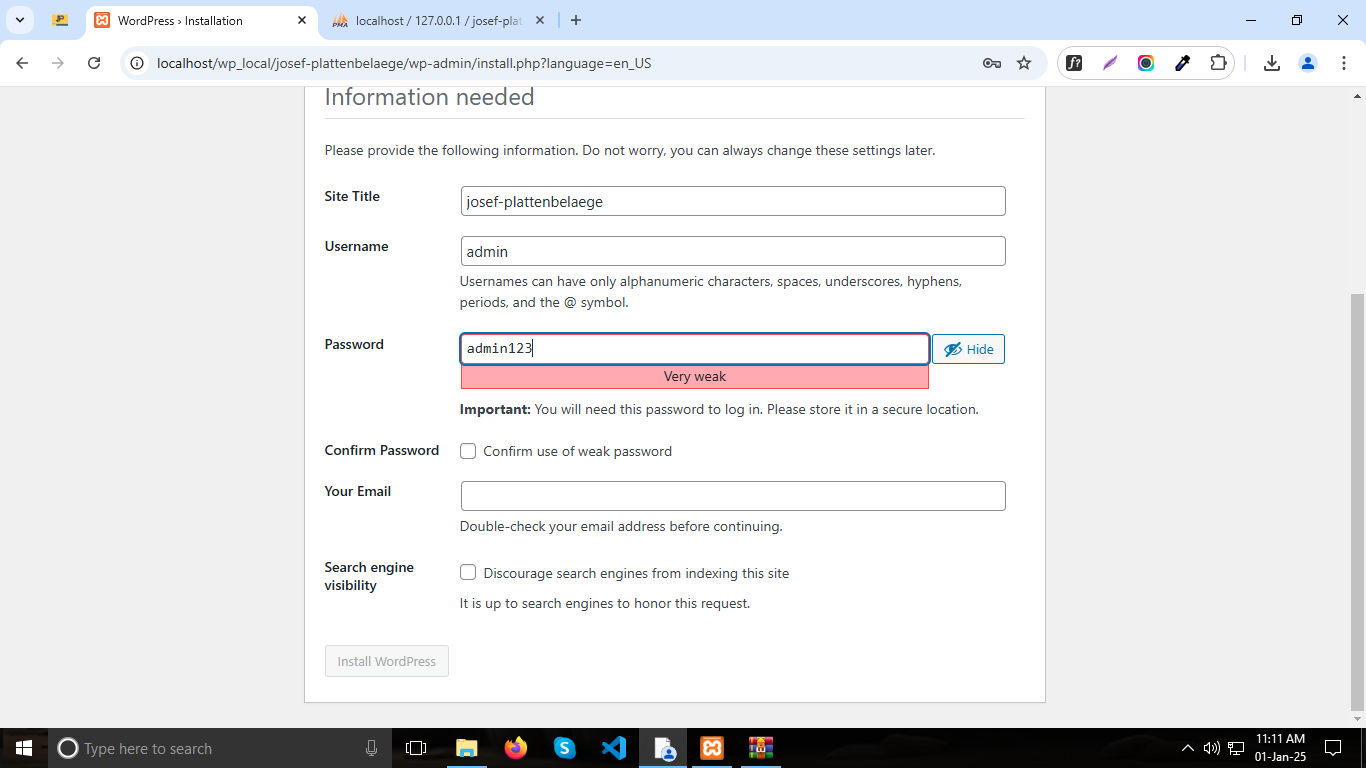 WordPress › Installation
localhost / 127.0.0.1 / josef-plat
localhost/wp_local/josef-plattenbelaege/wp-admin/install.php?language=en_US
Information needed
Please provide the following information. Do not worry, you can always change these settings later.
Site Title
josef-plattenbelaege
Username
admin
Usernames can have only alphanumeric characters, spaces, underscores, hyphens,
periods, and the @ symbol.
Password
admin123
Hide
Very weak
Important: You will need this password to log in. Please store it in a secure location.
Confirm Password
Confirm use of weak password
Your Email
Double-check your email address before continuing.
Search engine
visibility
Discourage search engines from indexing this site
It is up to search engines to honor this request.
Install WordPress
Type here to search
11:11 AM
01-Jan-25